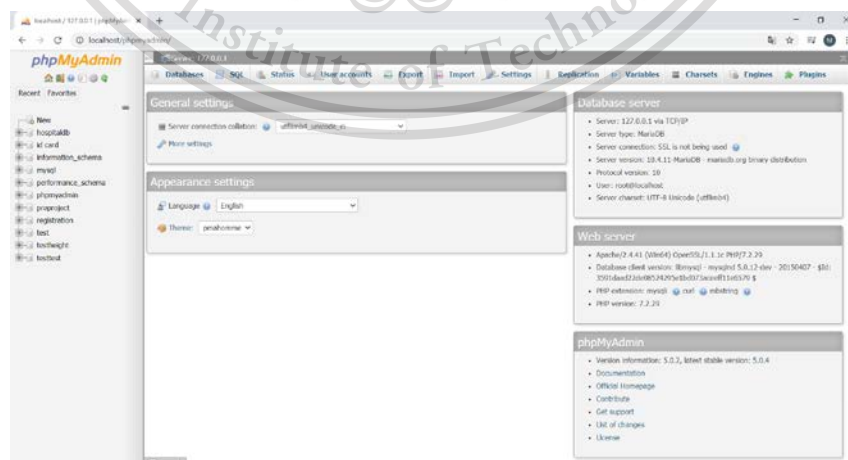 localhost / 127.0.0.1 | phpMyAdmin
localhost/phpmyadmin/
Institute of Techno
phpMyAdmin
Recent Favorites
New
hospitaldb
id card
information_schema
mysql
performance_schema
phpmyadmin
praproject
registration
test
testheight
testtest
Server: 127.0.0.1
Databases SQL Status User accounts Export Import Settings Replication Variables Charsets Engines Plugins
General settings
Server connection collation: utf8mb4_unicode_ci
More settings
Appearance settings
Language English
Theme: pmahomme
Database server
Server: 127.0.0.1 via TCP/IP
Server type: MariaDB
Server connection: SSL is not being used
Server version: 10.4.11-MariaDB - mariadb.org binary distribution
Protocol version: 10
User: root@localhost
Server charset: UTF-8 Unicode (utf8mb4)
Web server
Apache/2.4.41 (Win64) OpenSSL/1.1.1c PHP/7.2.29
Database client version: libmysql - mysqlnd 5.0.12-dev - 20150407 - $Id:
PHP extension: mysqli curl mbstring
PHP version: 7.2.29
phpMyAdmin
Version information: 5.0.2, latest stable version: 5.0.4
Documentation
Official Homepage
Contribute
Get support
List of changes
License